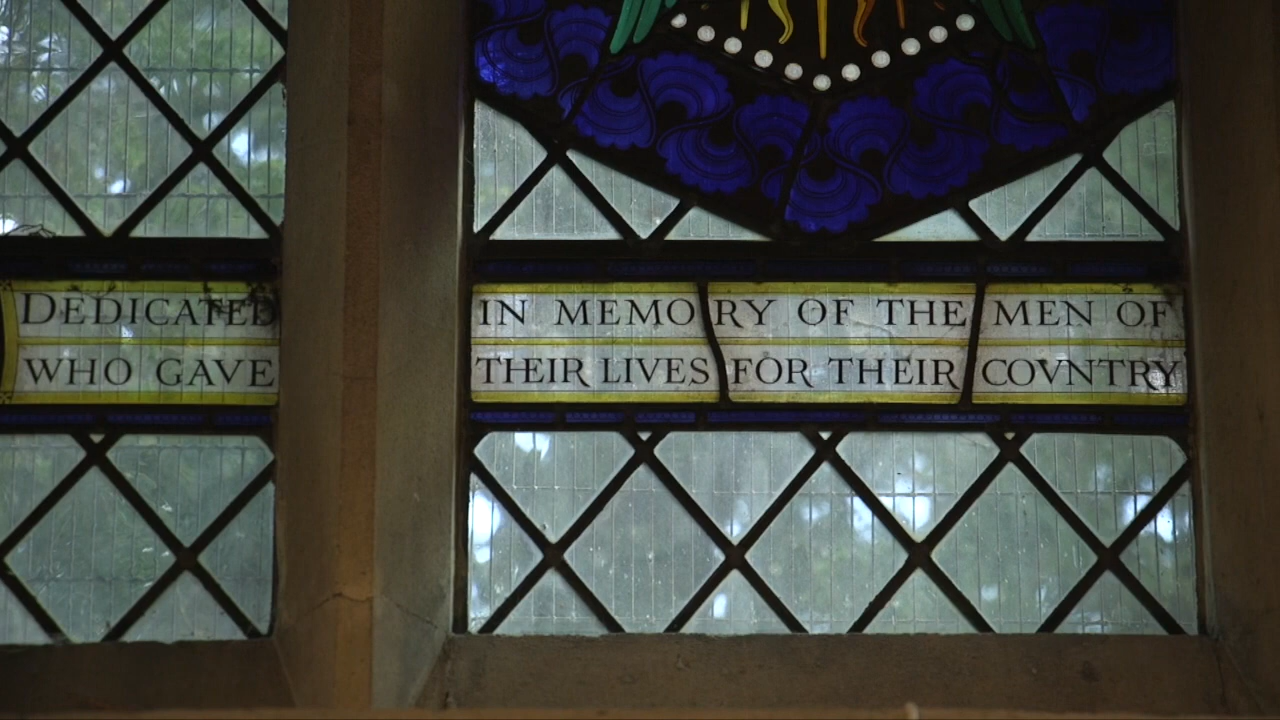 DEDICATED IN MEMORY OF THE MEN OF
WHO GAVE THEIR LIVES FOR THEIR COVNTRY